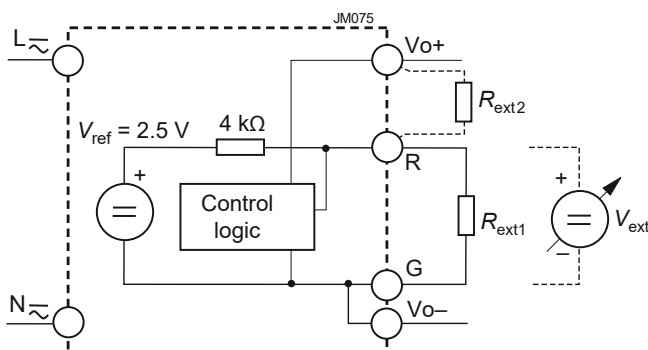 JM075
L
Vo+
Rext2
Vref = 2.5 V
4 kΩ
R
+
+
Control
logic
Rext1
Vext
–
G
N
Vo–